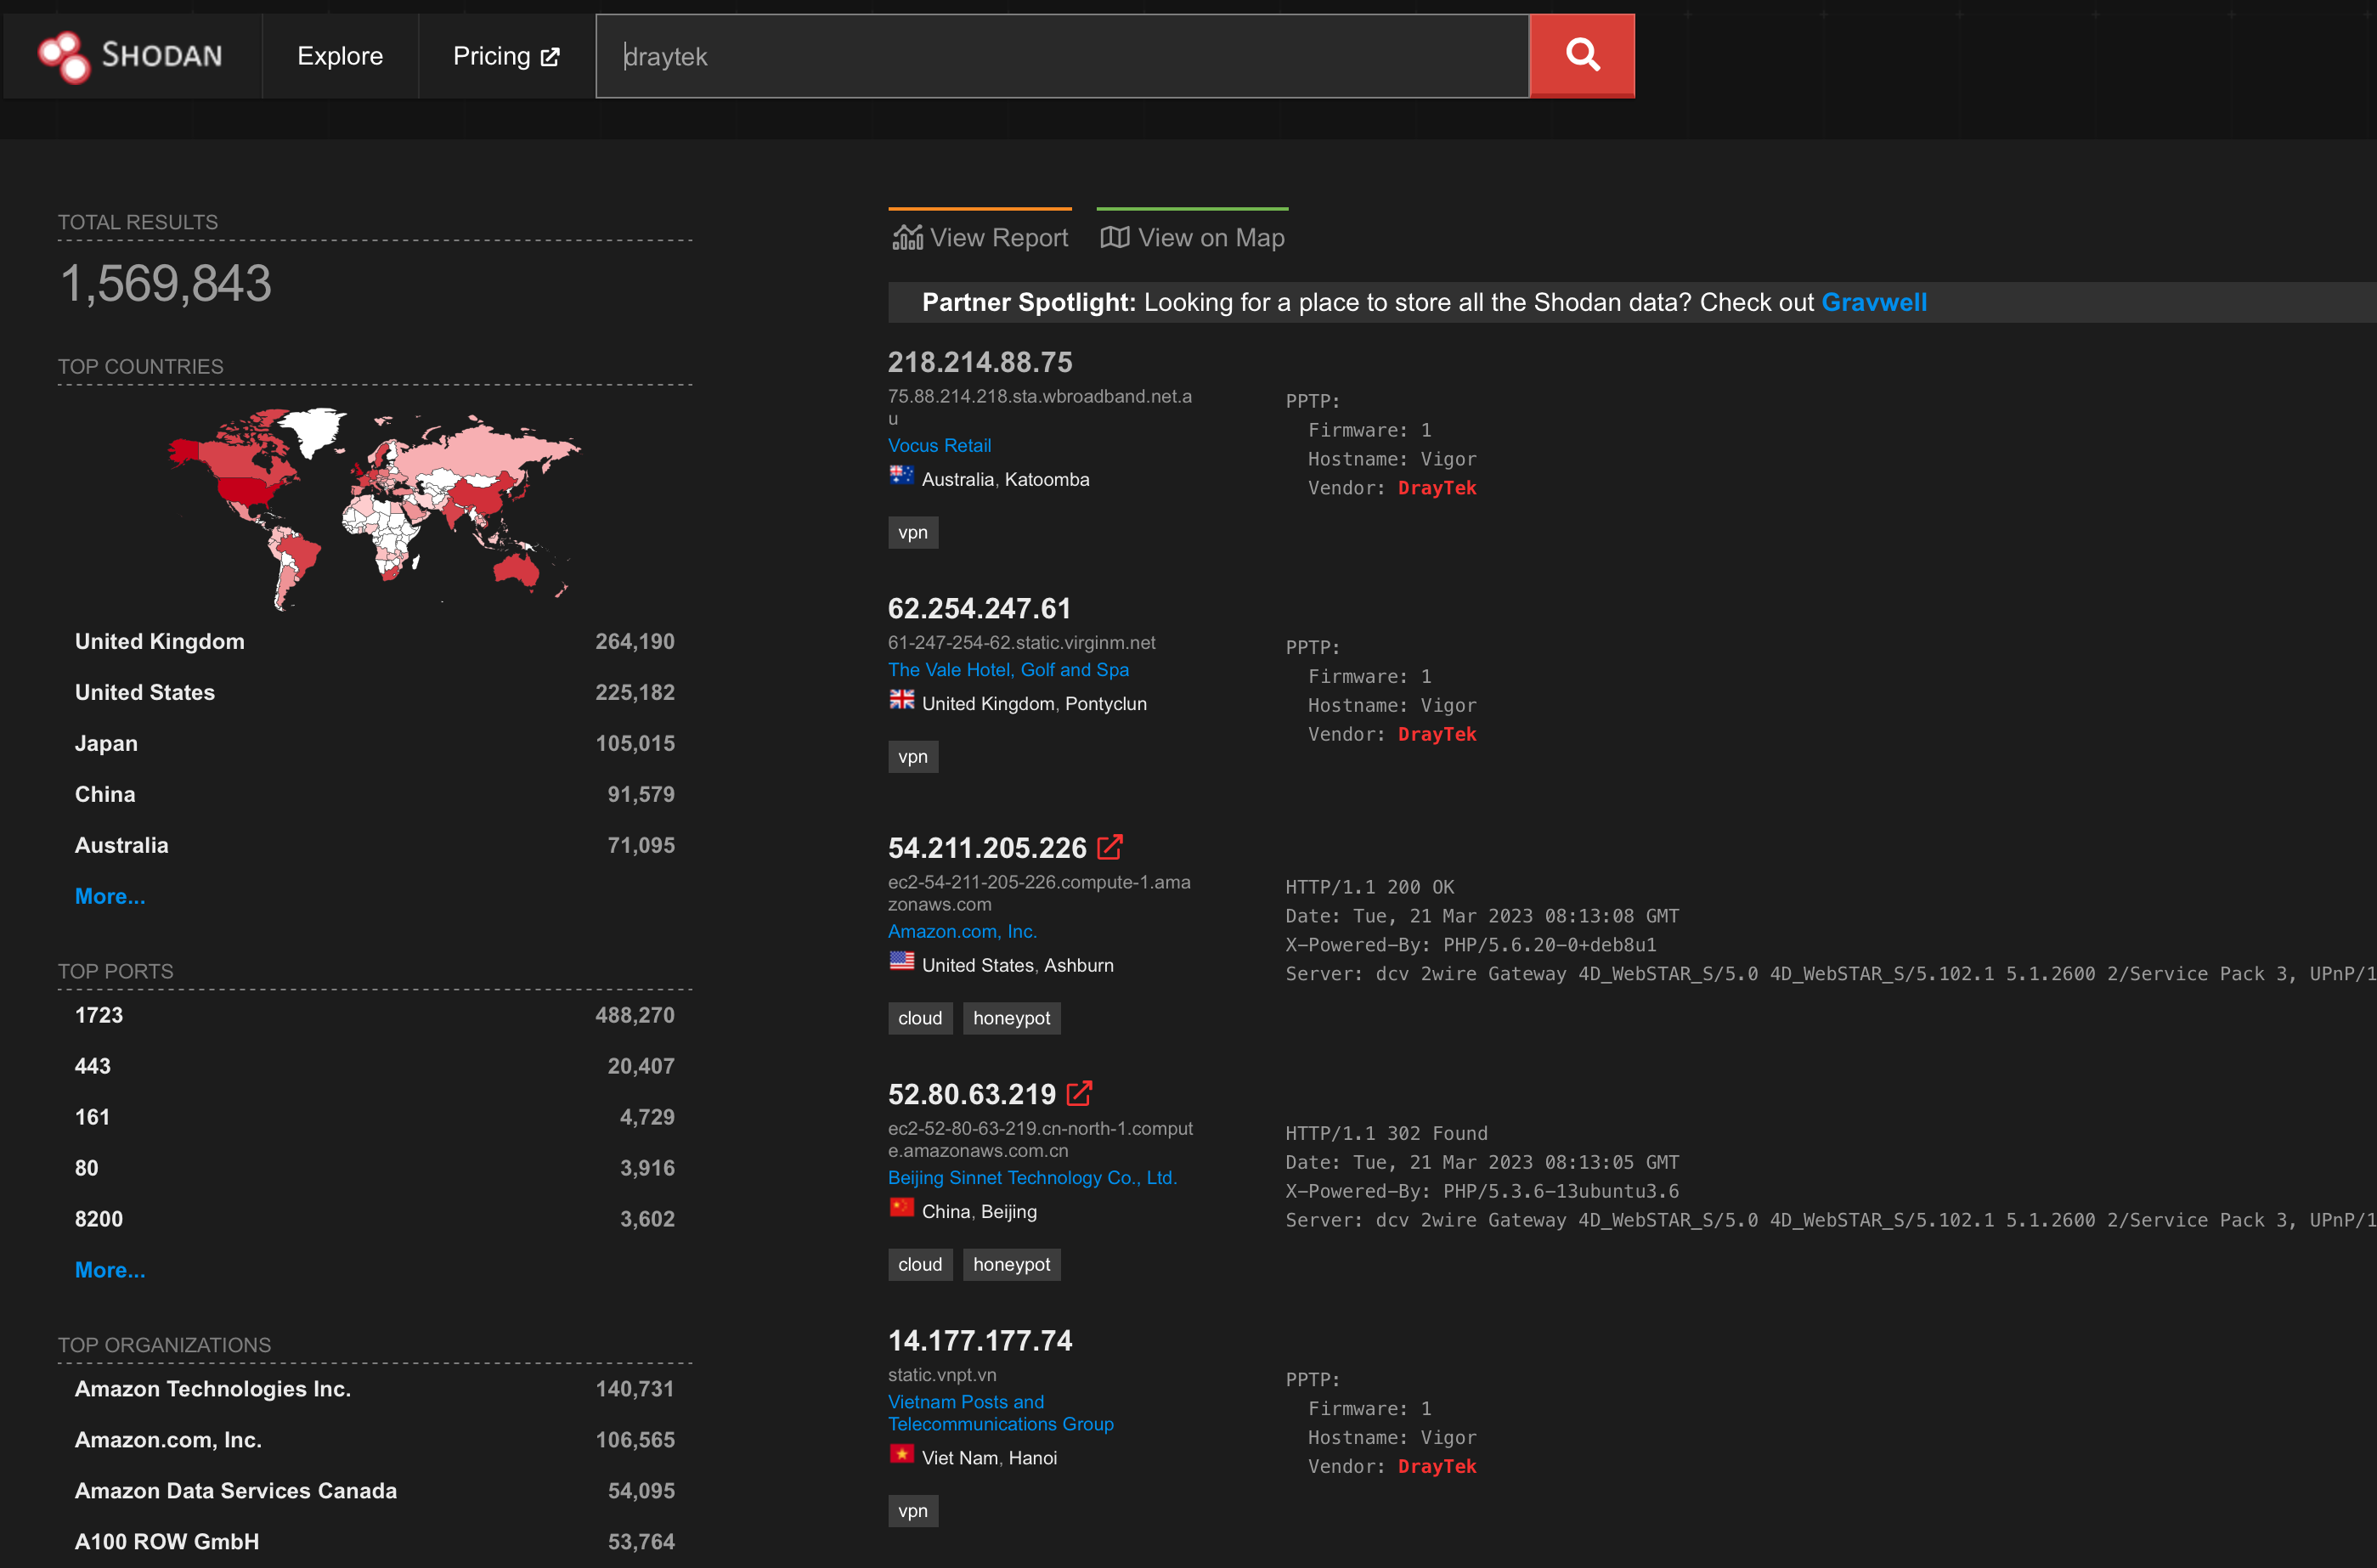 SHODAN
Explore
Pricing
draytek
TOTAL RESULTS
1,569,843
TOP COUNTRIES
United Kingdom 264,190
United States 225,182
Japan 105,015
China 91,579
Australia 71,095
More...
TOP PORTS
1723 488,270
443 20,407
161 4,729
80 3,916
8200 3,602
More...
TOP ORGANIZATIONS
Amazon Technologies Inc. 140,731
Amazon.com, Inc. 106,565
Amazon Data Services Canada 54,095
A100 ROW GmbH 53,764
View Report
View on Map
Partner Spotlight: Looking for a place to store all the Shodan data? Check out Gravwell
218.214.88.75
75.88.214.218.sta.wbroadband.net.a
u
Vocus Retail
Australia, Katoomba
vpn
PPTP:
Firmware: 1
Hostname: Vigor
Vendor: DrayTek
62.254.247.61
61-247-254-62.static.virginm.net
The Vale Hotel, Golf and Spa
United Kingdom, Pontyclun
vpn
PPTP:
Firmware: 1
Hostname: Vigor
Vendor: DrayTek
54.211.205.226
ec2-54-211-205-226.compute-1.ama
zonaws.com
Amazon.com, Inc.
United States, Ashburn
cloud
honeypot
HTTP/1.1 200 OK
Date: Tue, 21 Mar 2023 08:13:08 GMT
X-Powered-By: PHP/5.6.20-0+deb8u1
Server: dcv 2wire Gateway 4D_WebSTAR_S/5.0 4D_WebSTAR_S/5.102.1 5.1.2600 2/Service Pack 3, UPnP/1
52.80.63.219
ec2-52-80-63-219.cn-north-1.comput
e.amazonaws.com.cn
Beijing Sinnet Technology Co., Ltd.
China, Beijing
cloud
honeypot
HTTP/1.1 302 Found
Date: Tue, 21 Mar 2023 08:13:05 GMT
X-Powered-By: PHP/5.3.6-13ubuntu3.6
Server: dcv 2wire Gateway 4D_WebSTAR_S/5.0 4D_WebSTAR_S/5.102.1 5.1.2600 2/Service Pack 3, UPnP/1
14.177.177.74
static.vnpt.vn
Vietnam Posts and
Telecommunications Group
Viet Nam, Hanoi
vpn
PPTP:
Firmware: 1
Hostname: Vigor
Vendor: DrayTek